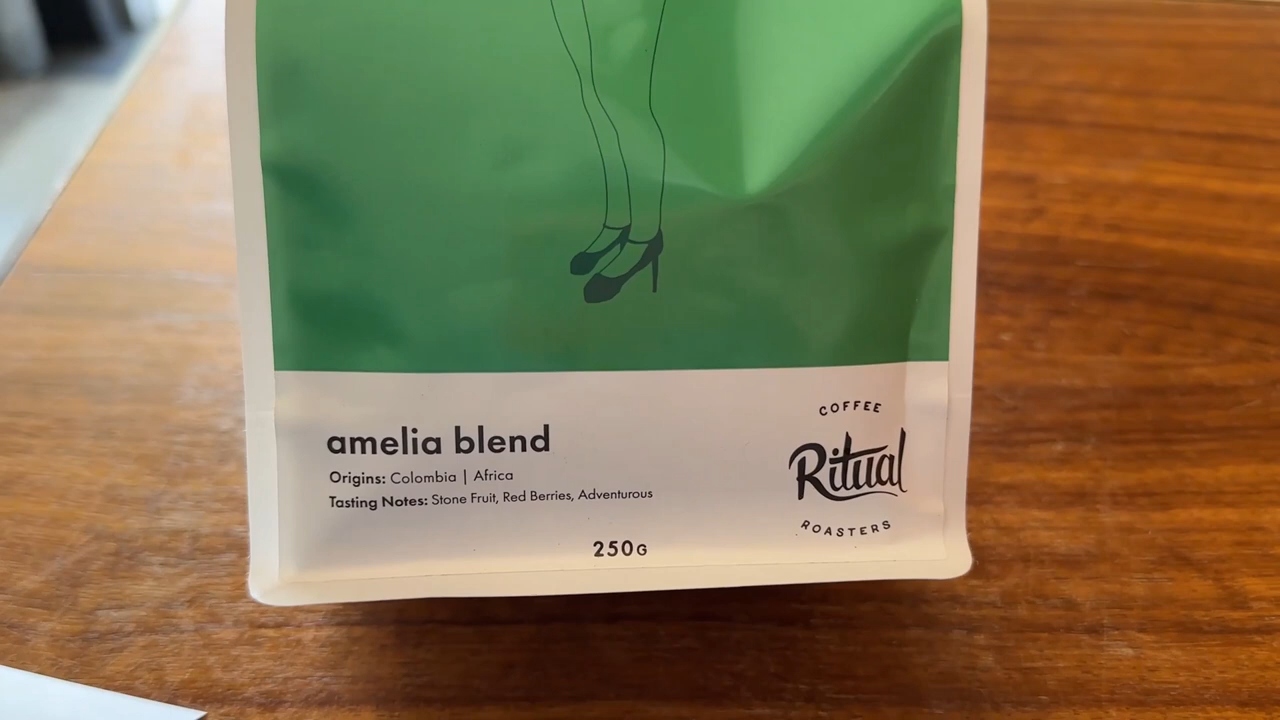 amelia blend
Origins: Colombia | Africa
Tasting Notes: Stone Fruit, Red Berries, Adventurous
250G
COFFEE
Ritual
ROASTERS